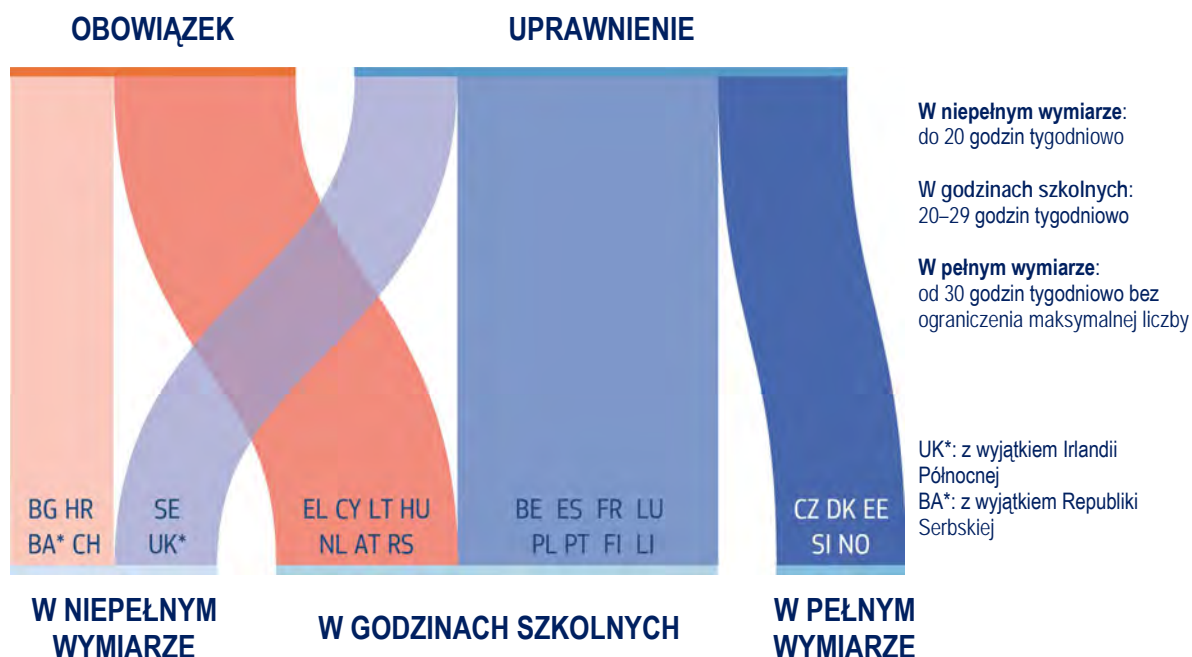 OBOWIĄZEK
UPRAWNIENIE
W niepełnym wymiarze:
do 20 godzin tygodniowo
W godzinach szkolnych:
20–29 godzin tygodniowo
W pełnym wymiarze:
od 30 godzin tygodniowo bez
ograniczenia maksymalnej liczby
UK*: z wyjątkiem Irlandii
Północnej
BA*: z wyjątkiem Republiki
Serbskiej
BG HR
BA* CH
SE
UK*
EL CY LT HU
NL AT RS
BE ES FR LU
PL PT FI LI
CZ DK EE
SI NO
W NIEPEŁNYM
WYMIARZE
W GODZINACH SZKOLNYCH
W PEŁNYM
WYMIARZE